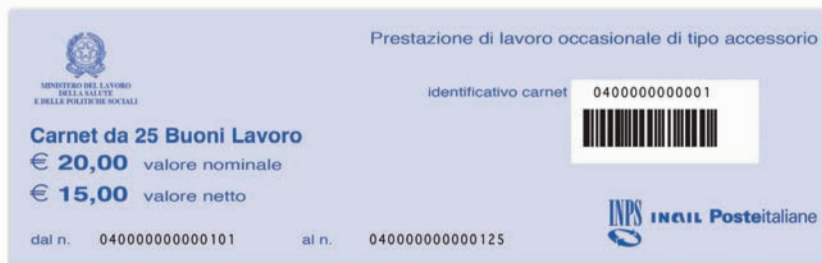 Prestazione di lavoro occasionale di tipo accessorio
MINISTERO DEL LAVORO
DELLA SALUTE
E DELLE POLITICHE SOCIALI
identificativo carnet 0400000000001
Carnet da 25 Buoni Lavoro
€ 20,00 valore nominale
€ 15,00 valore netto
INPS INAIL Posteitaliane
dal n. 040000000000101 al n. 040000000000125